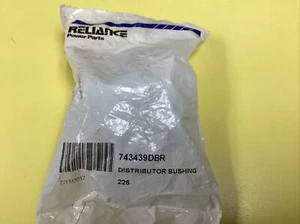 RELIANCE
Power Parts
743439DBR
DISTRIBUTOR BUSHING
226